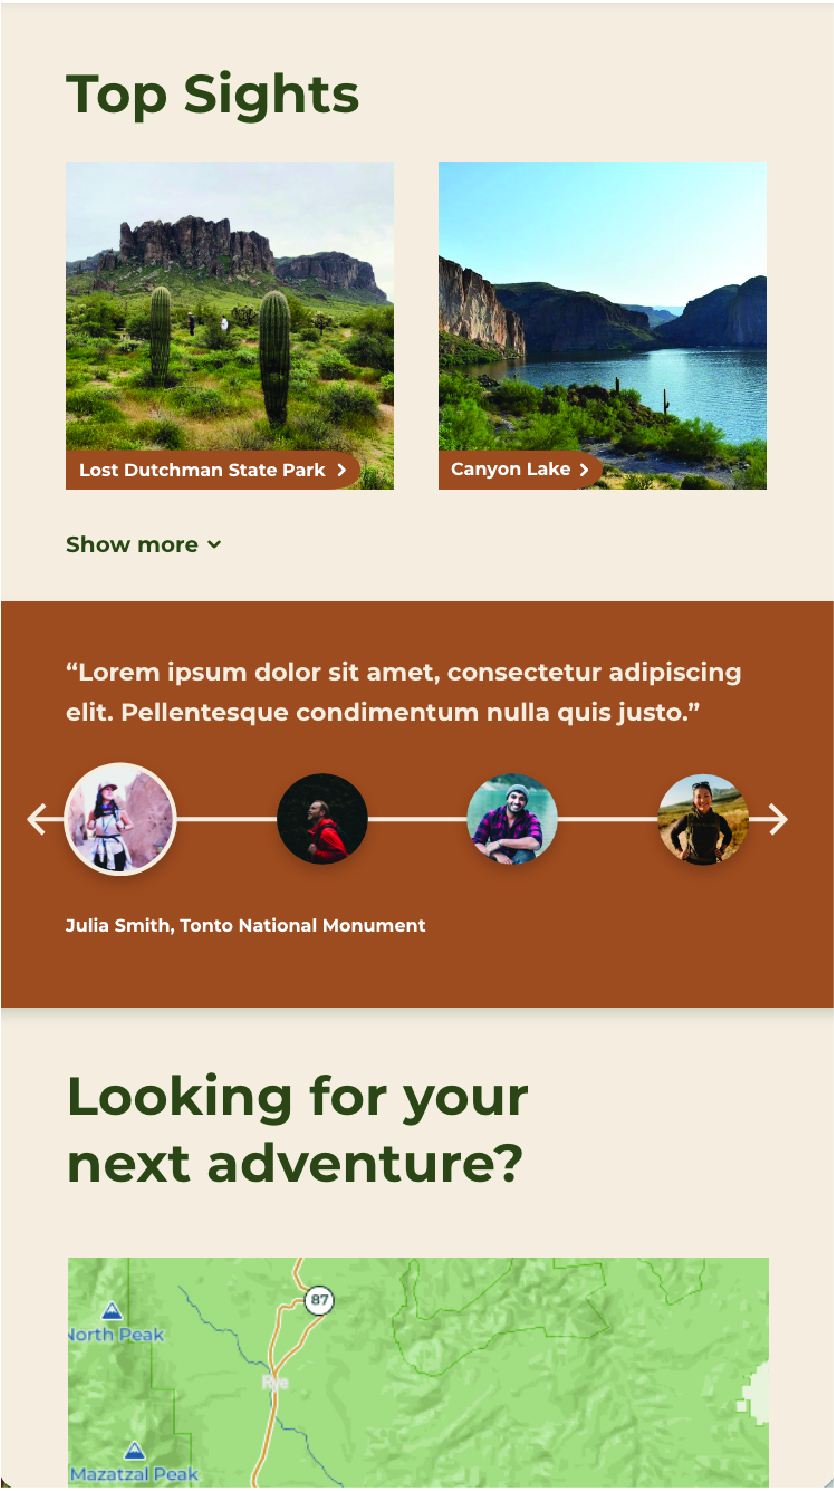 Top Sights
Lost Dutchman State Park
Canyon Lake
Show more
“Lorem ipsum dolor sit amet, consectetur adipiscing
elit. Pellentesque condimentum nulla quis justo.”
Julia Smith, Tonto National Monument
Looking for your
next adventure?
87
North Peak
Rye
Mazatzal Peak